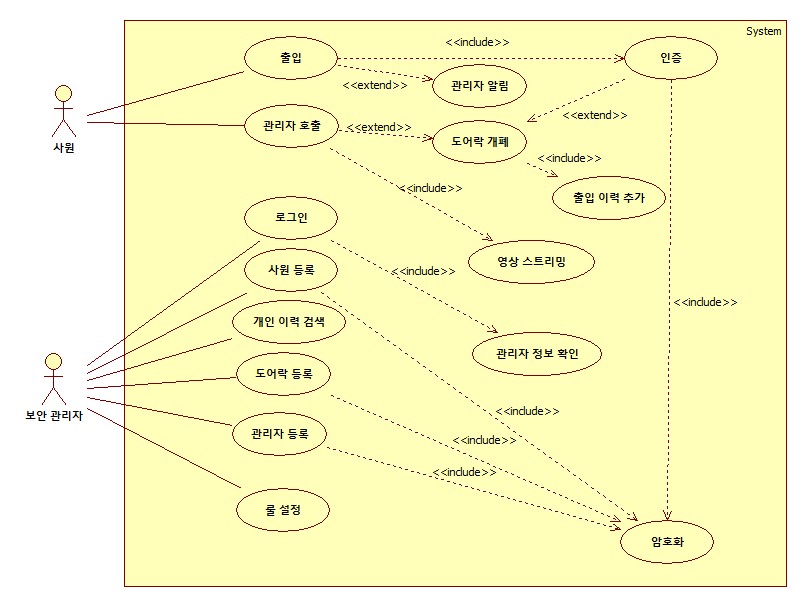 System
출입
<<include>>
인증
관리자 알림
<<extend>>
사원
관리자 호출
<<extend>>
도어락 개폐
<<extend>>
<<include>>
출입 이력 추가
<<include>>
로그인
영상 스트리밍
사원 등록
<<include>>
<<include>>
개인 이력 검색
관리자 정보 확인
도어락 등록
보안 관리자
<<include>>
관리자 등록
<<include>>
<<include>>
룰 설정
암호화